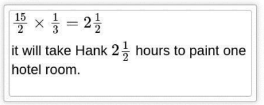 15/2 × 1/3 = 2 1/2
it will take Hank 2 1/2 hours to paint one
hotel room.